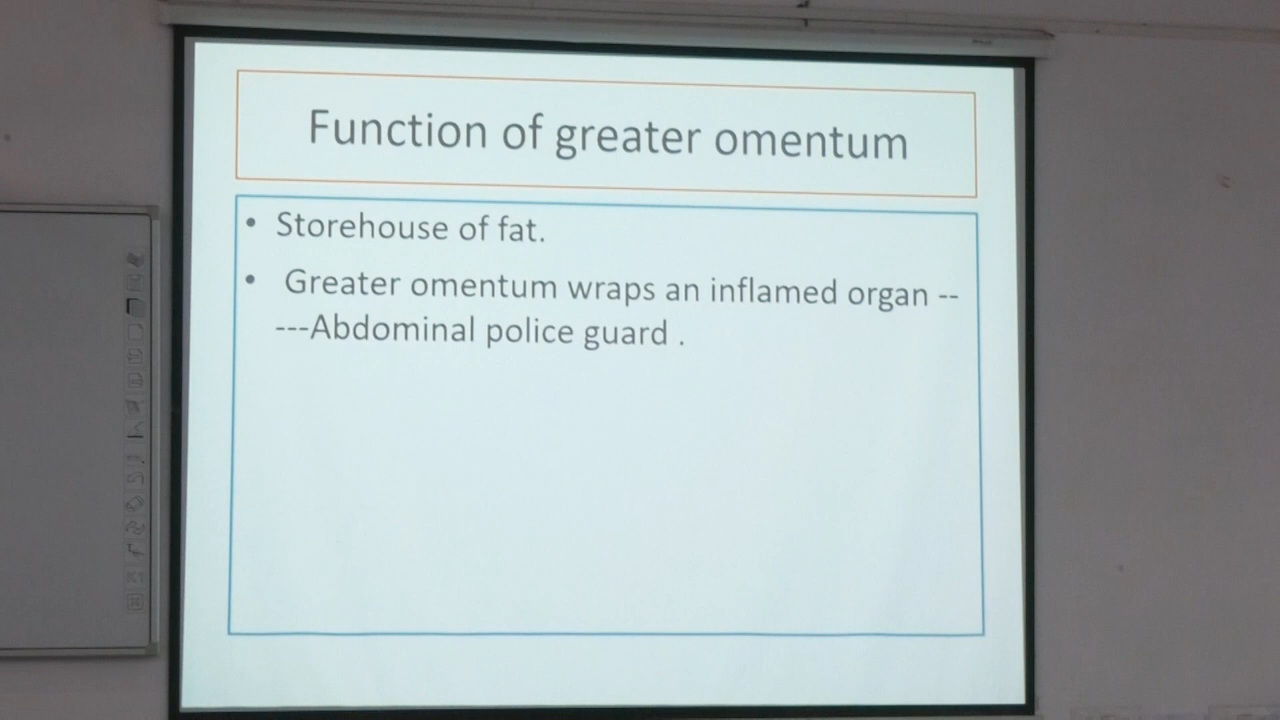 Function of greater omentum
• Storehouse of fat.
• Greater omentum wraps an inflamed organ --
---Abdominal police guard .